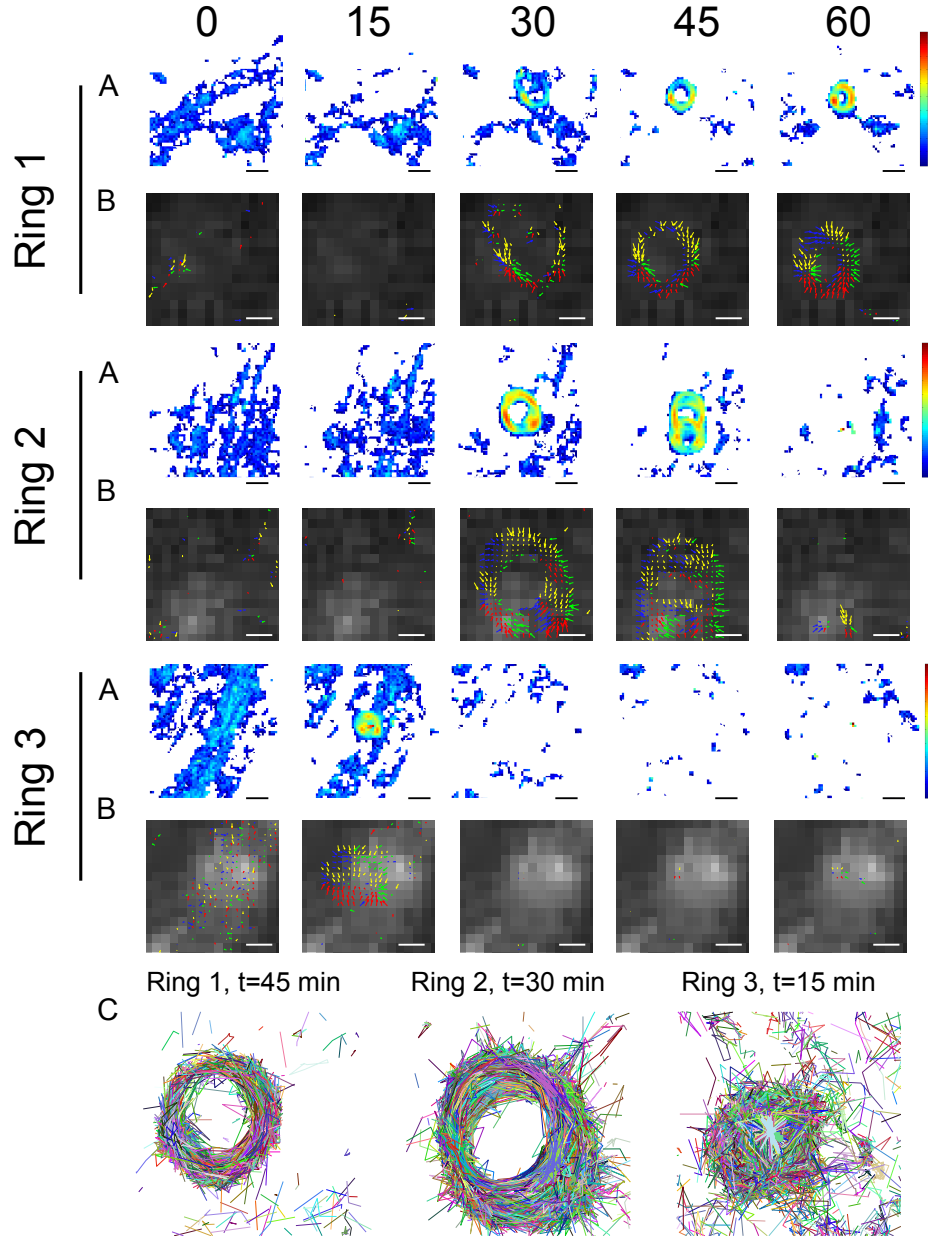 0 15 30 45 60
Ring 1
A
B
Ring 2
A
B
Ring 3
A
B
Ring 1, t=45 min Ring 2, t=30 min Ring 3, t=15 min
C